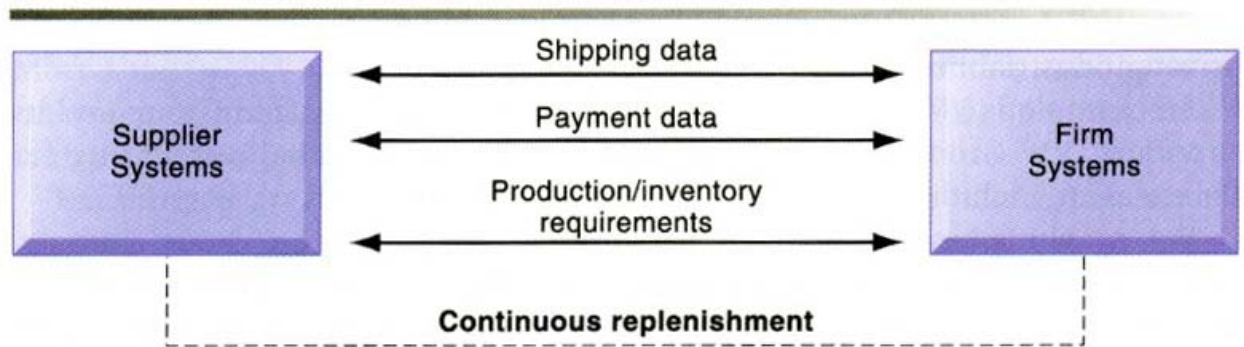 Shipping data
Supplier
Systems
Payment data
Firm
Systems
Production/inventory
requirements
Continuous replenishment